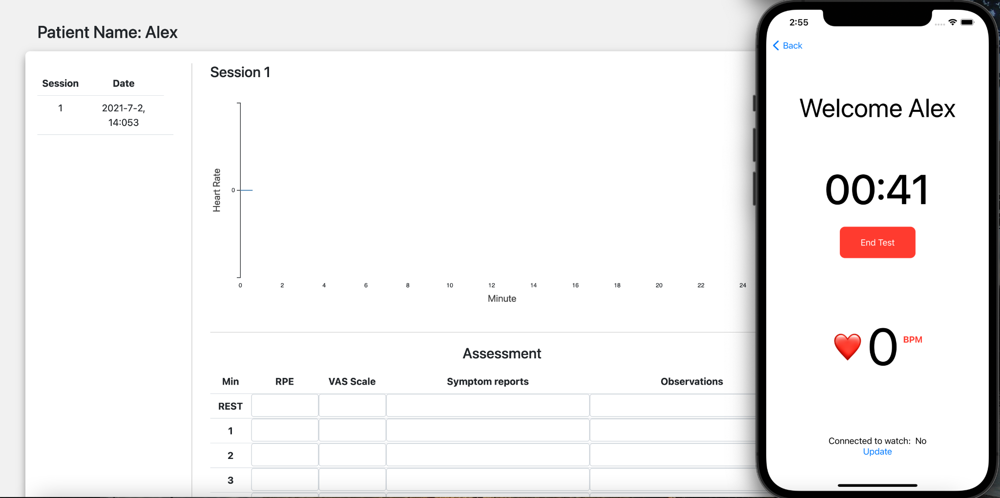 Patient Name: Alex
Session Date
1 2021-7-2,
14:053
Session 1
Heart Rate
0
0 2 4 6 8 10 12 14 16 18 20 22 24
Minute
Assessment
Min RPE VAS Scale Symptom reports Observations
REST
1
2
3
2:55
Back
Welcome Alex
00:41
End Test
0 BPM
Connected to watch: No
Update